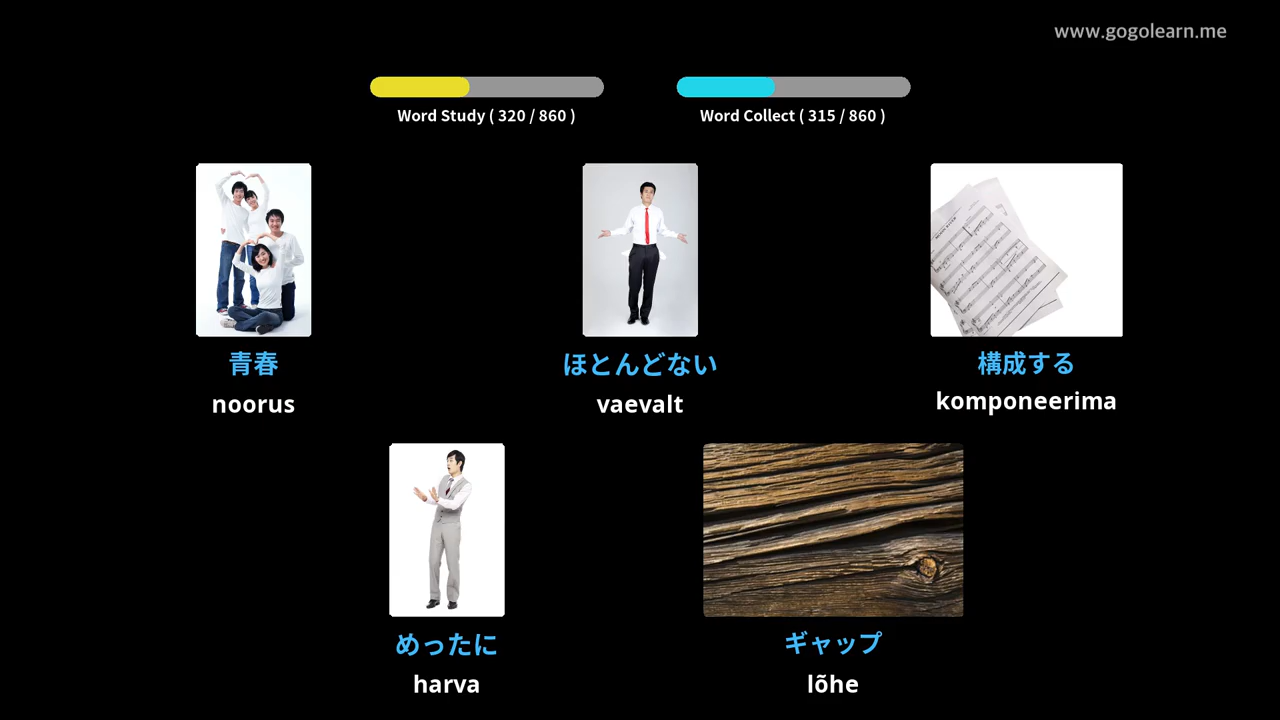 www.gogolearn.me
Word Study ( 320 / 860 )
Word Collect ( 315 / 860 )
青春
noorus
ほとんどない
vaevalt
構成する
komponeerima
めったに
harva
ギャップ
lõhe